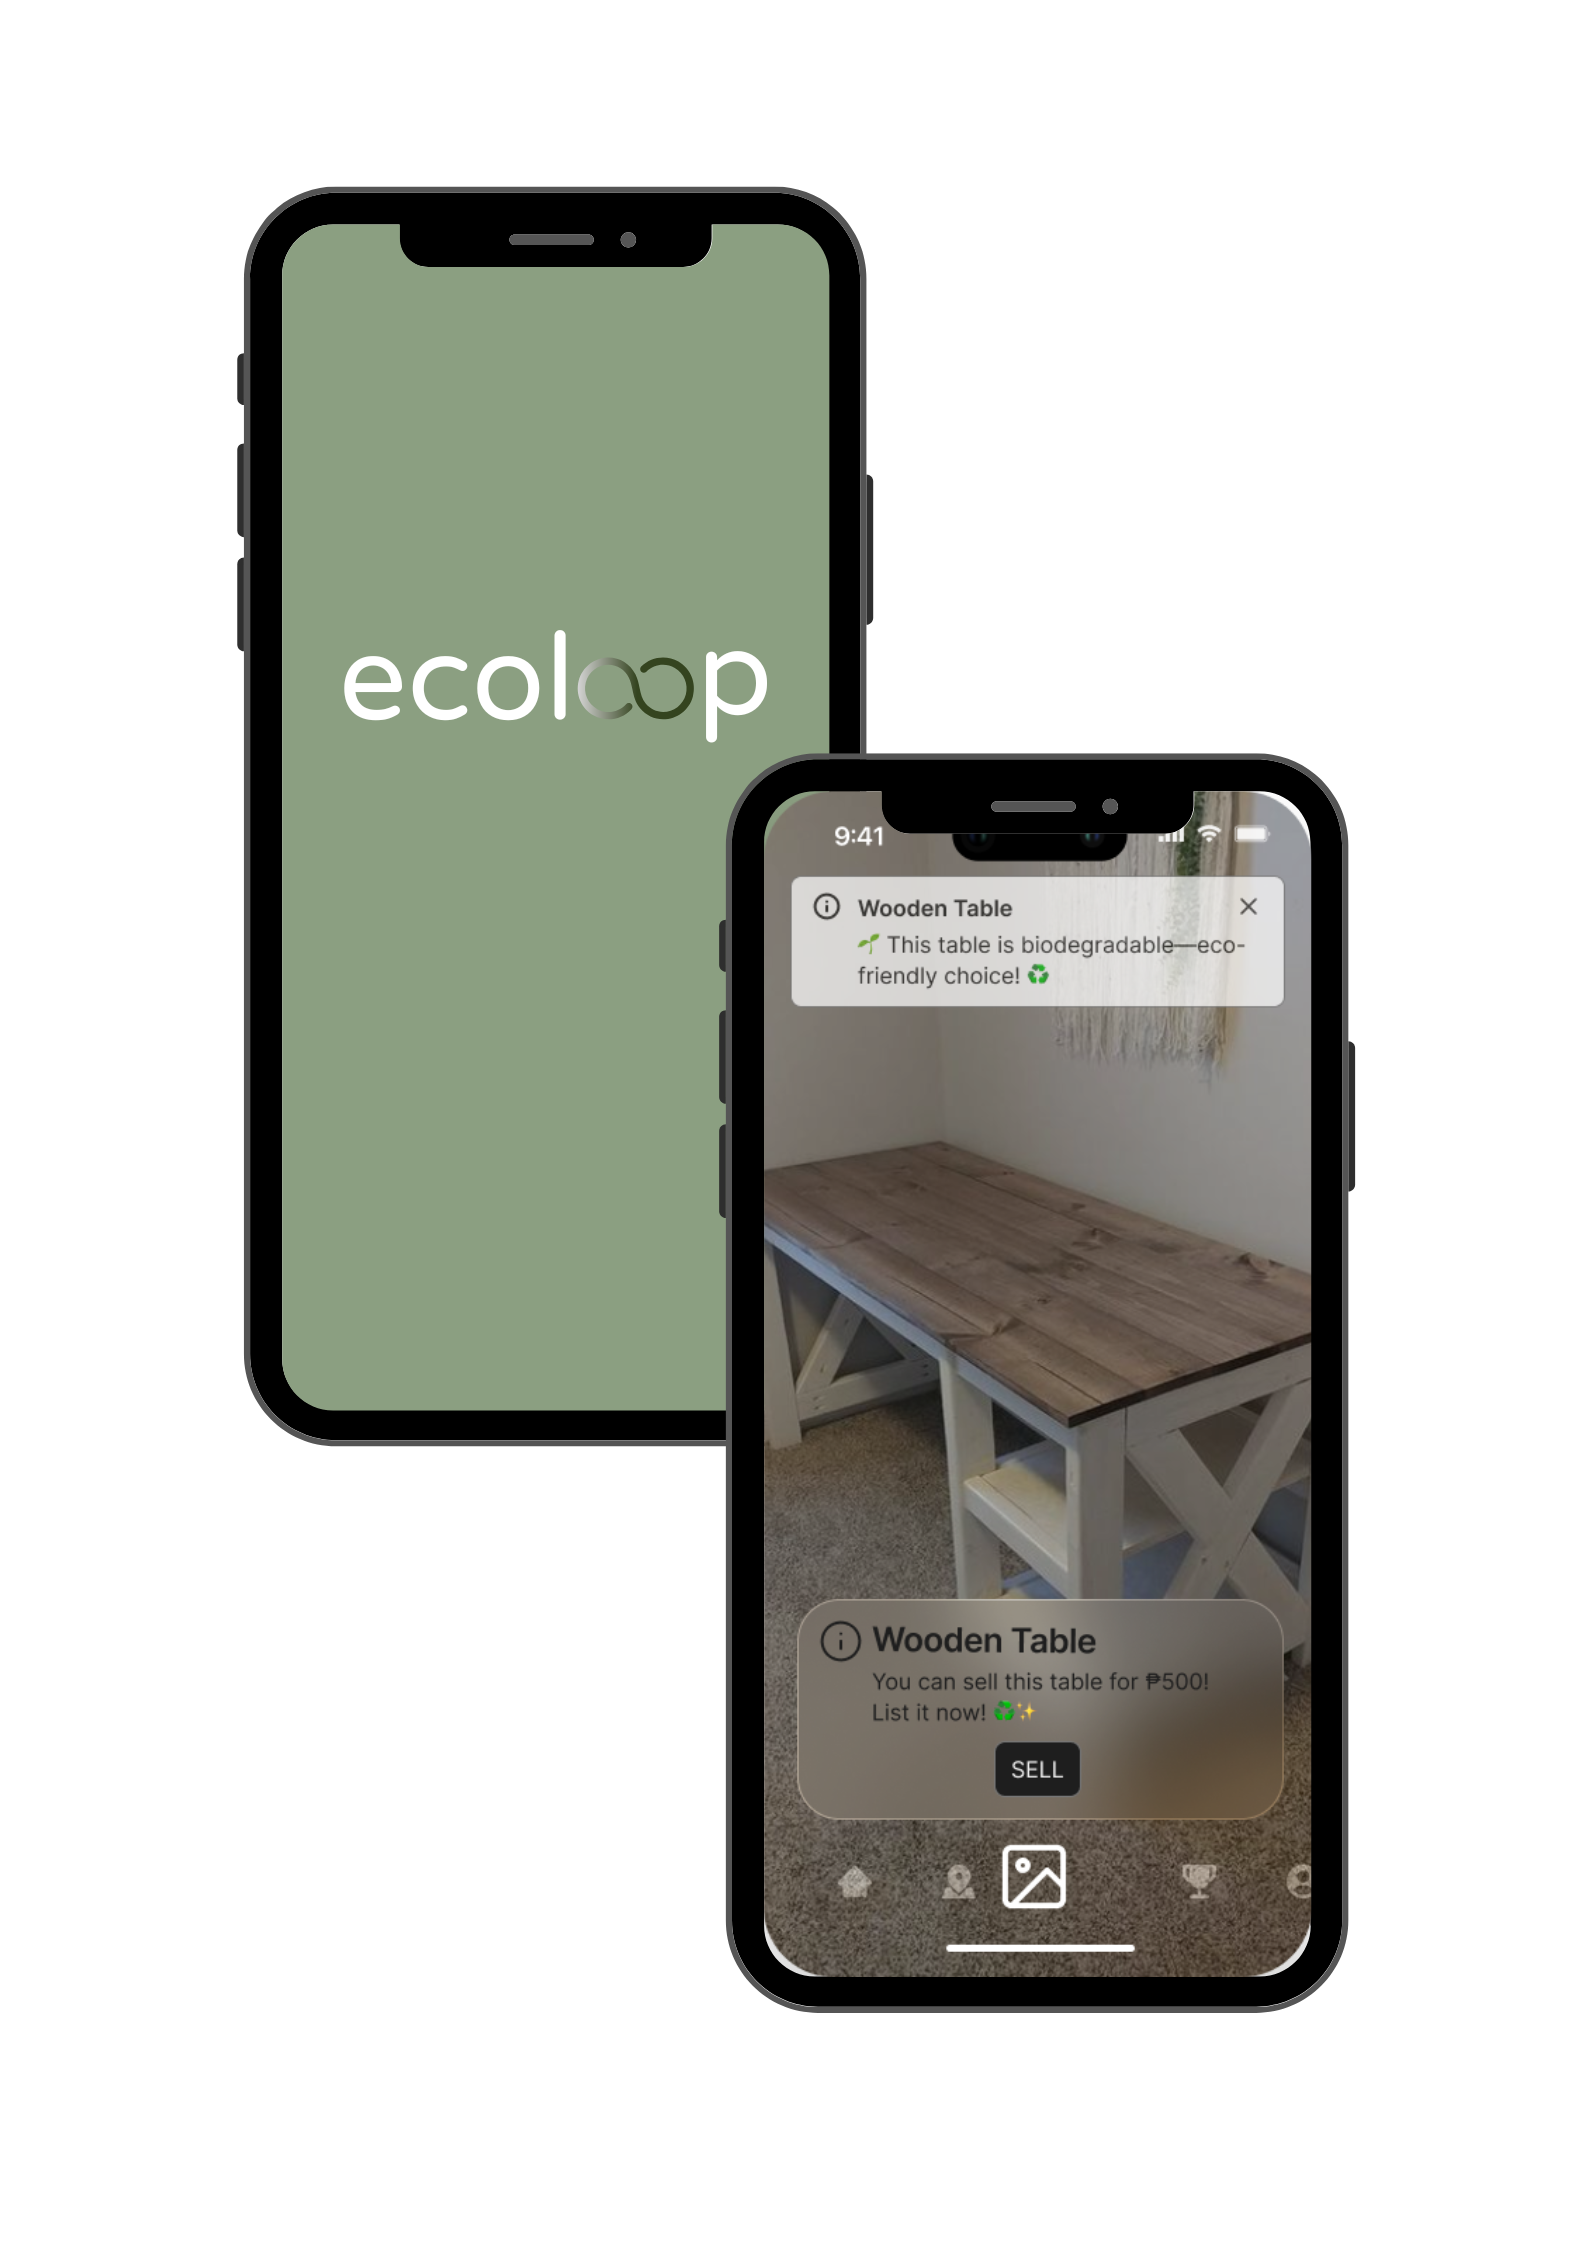 ecoloop
9:41
Wooden Table
🌱 This table is biodegradable—eco-
friendly choice! ♻️
Wooden Table
You can sell this table for ₱500!
List it now! ♻️✨
SELL